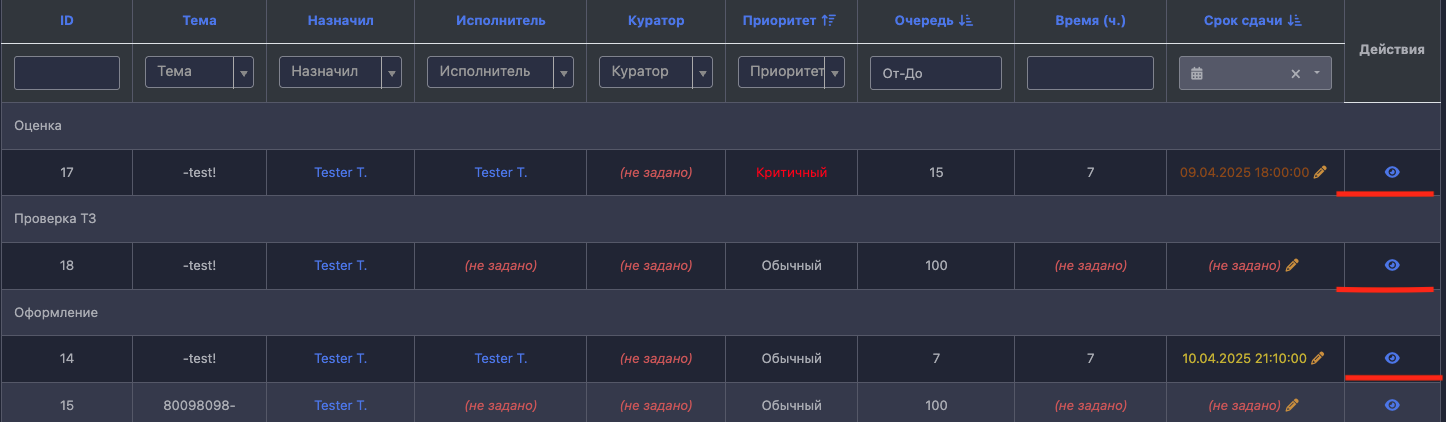 ID Тема Назначил Исполнитель Куратор Приоритет Очередь Время (ч.) Срок сдачи Действия
Тема Назначил Исполнитель Куратор Приоритет От-До
Оценка
17 -test! Tester T. Tester T. (не задано) Критичный 15 7 09.04.2025 18:00:00
Проверка ТЗ
18 -test! Tester T. (не задано) (не задано) Обычный 100 (не задано) (не задано)
Оформление
14 -test! Tester T. Tester T. (не задано) Обычный 7 7 10.04.2025 21:10:00
15 80098098- Tester T. (не задано) (не задано) Обычный 100 (не задано) (не задано)